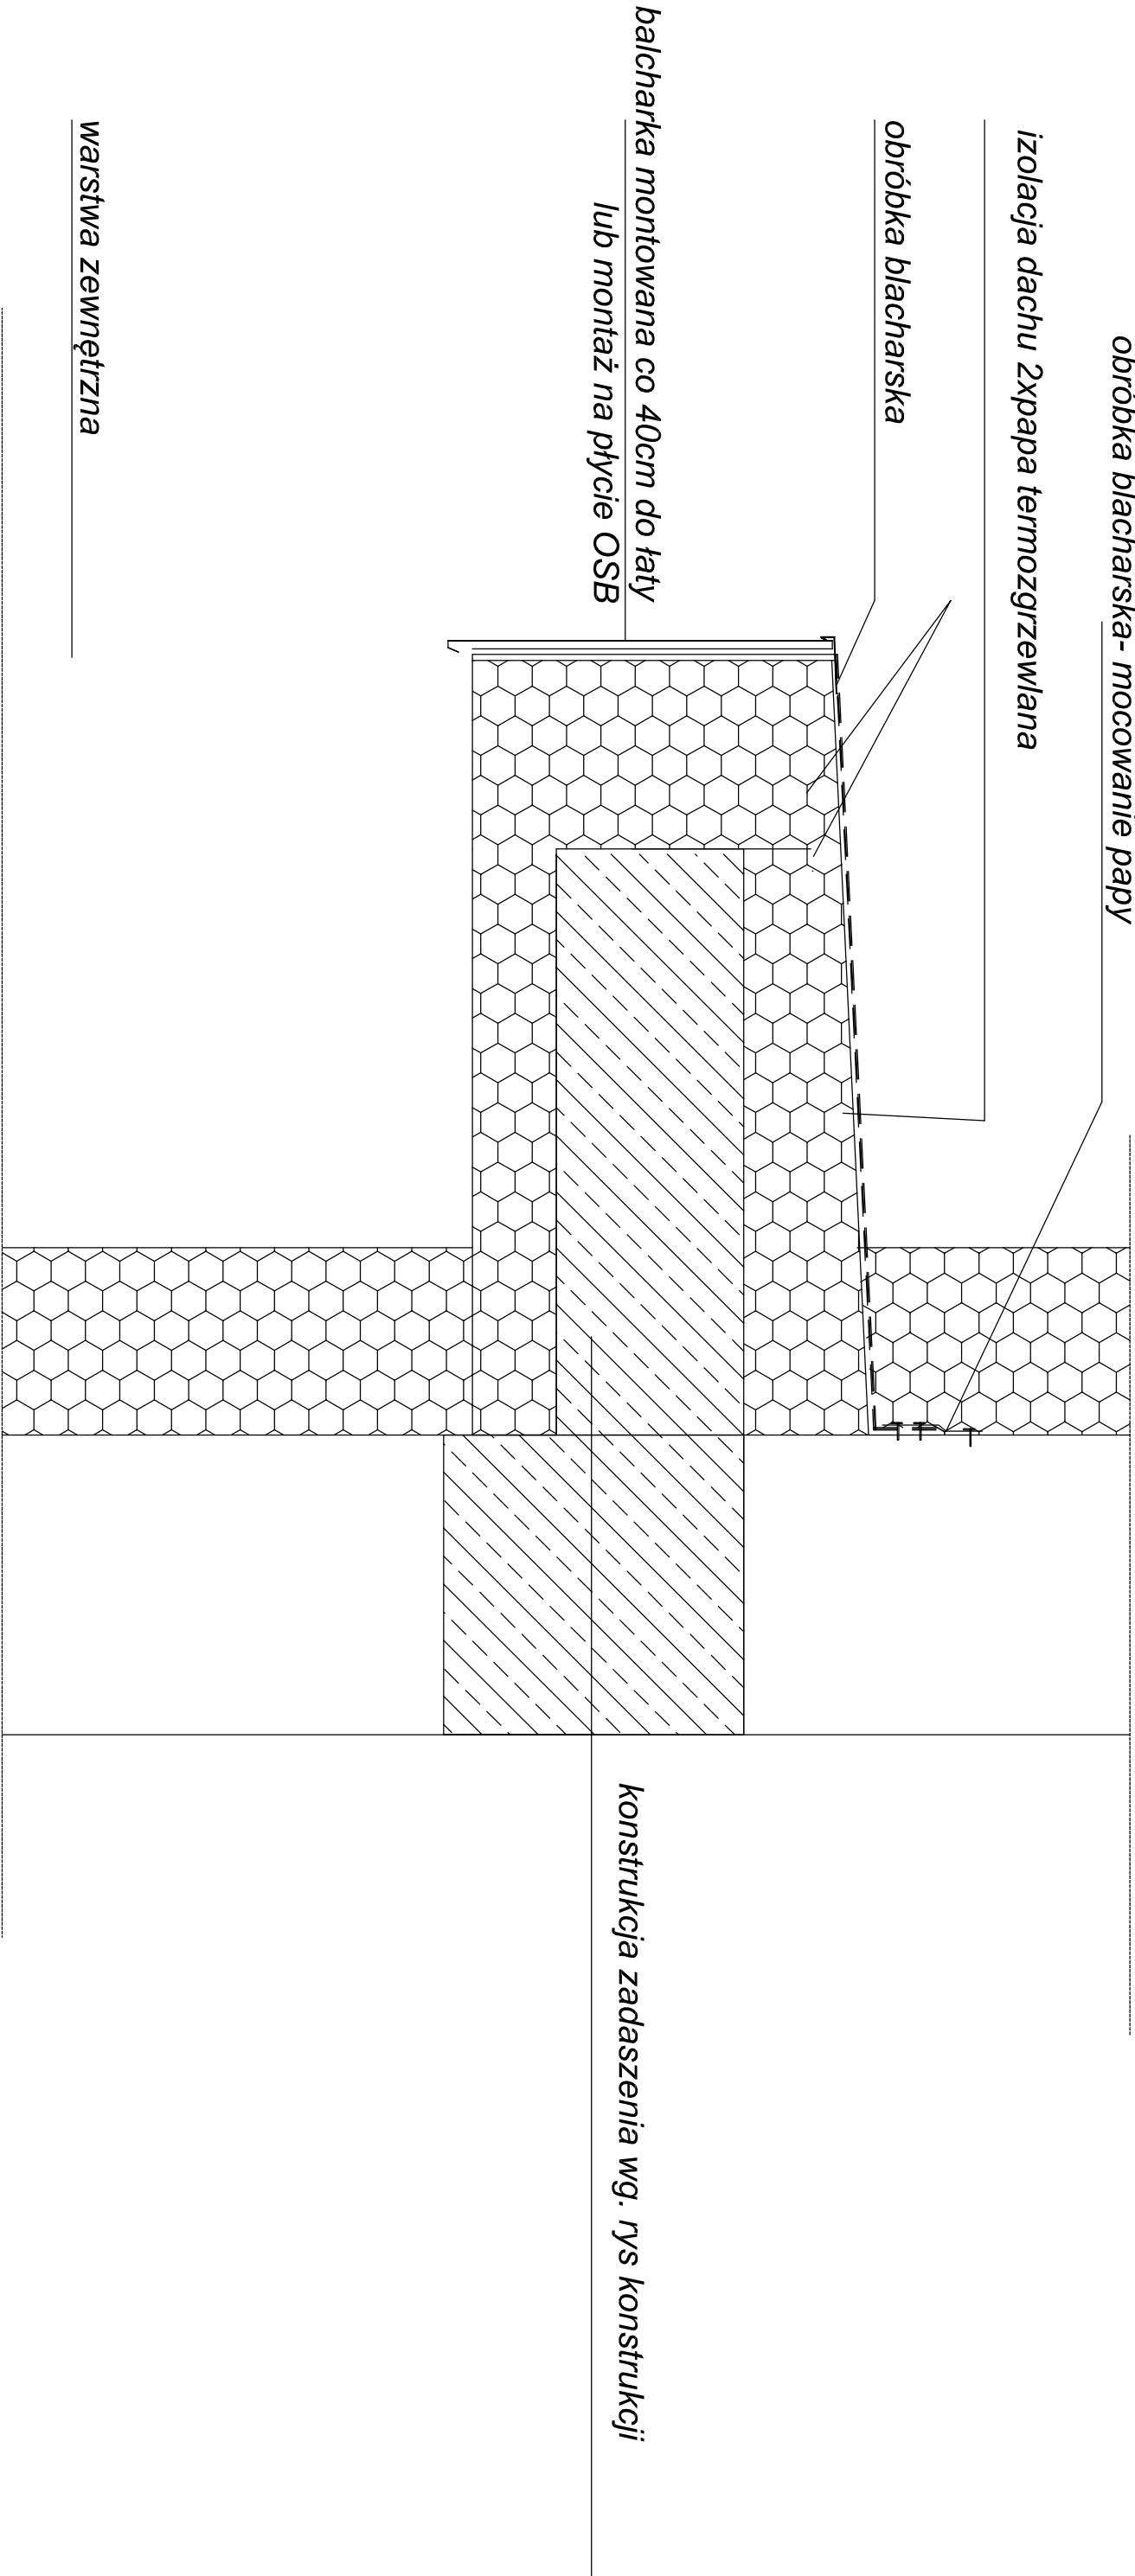 obróbka blacharska- mocowanie papy
izolacja dachu 2xpapa termozgrzewlana
obróbka blacharska
balcharka montowana co 40cm do łaty
lub montaż na płycie OSB
konstrukcja zadaszenia wg. rys konstrukcji
warstwa zewnętrzna